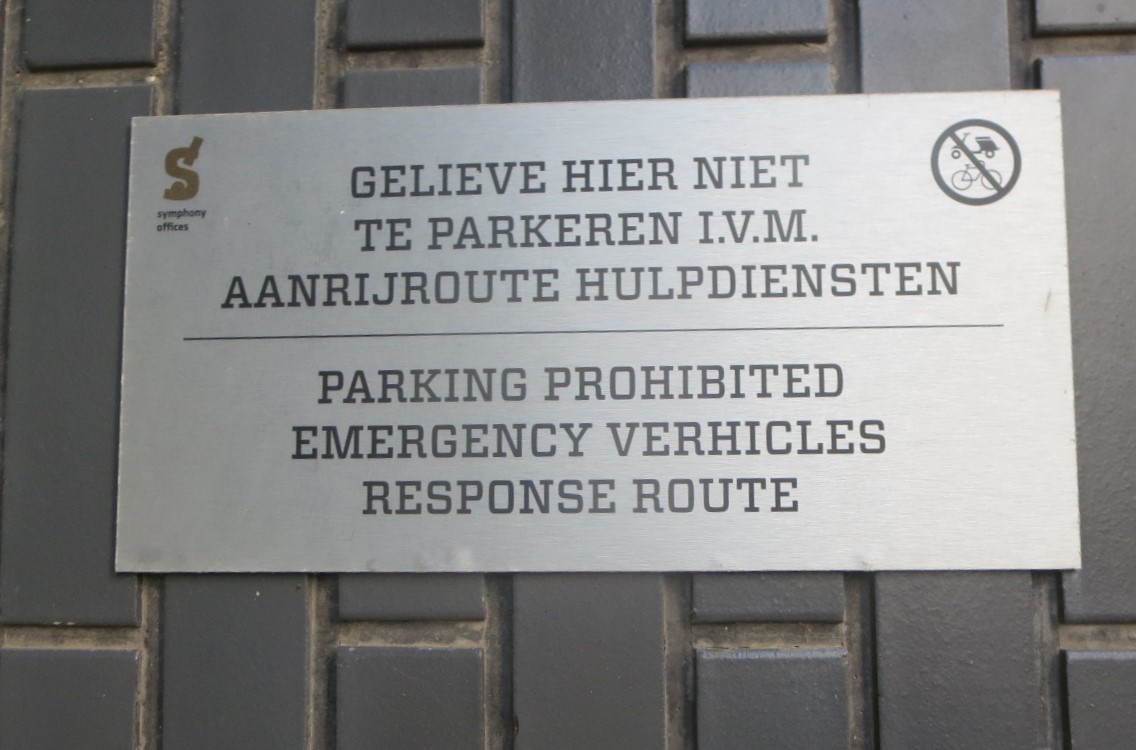 symphony
offices
GELIEVE HIER NIET
TE PARKEREN I.V.M.
AANRIJROUTE HULPDIENSTEN
PARKING PROHIBITED
EMERGENCY VERHICLES
RESPONSE ROUTE